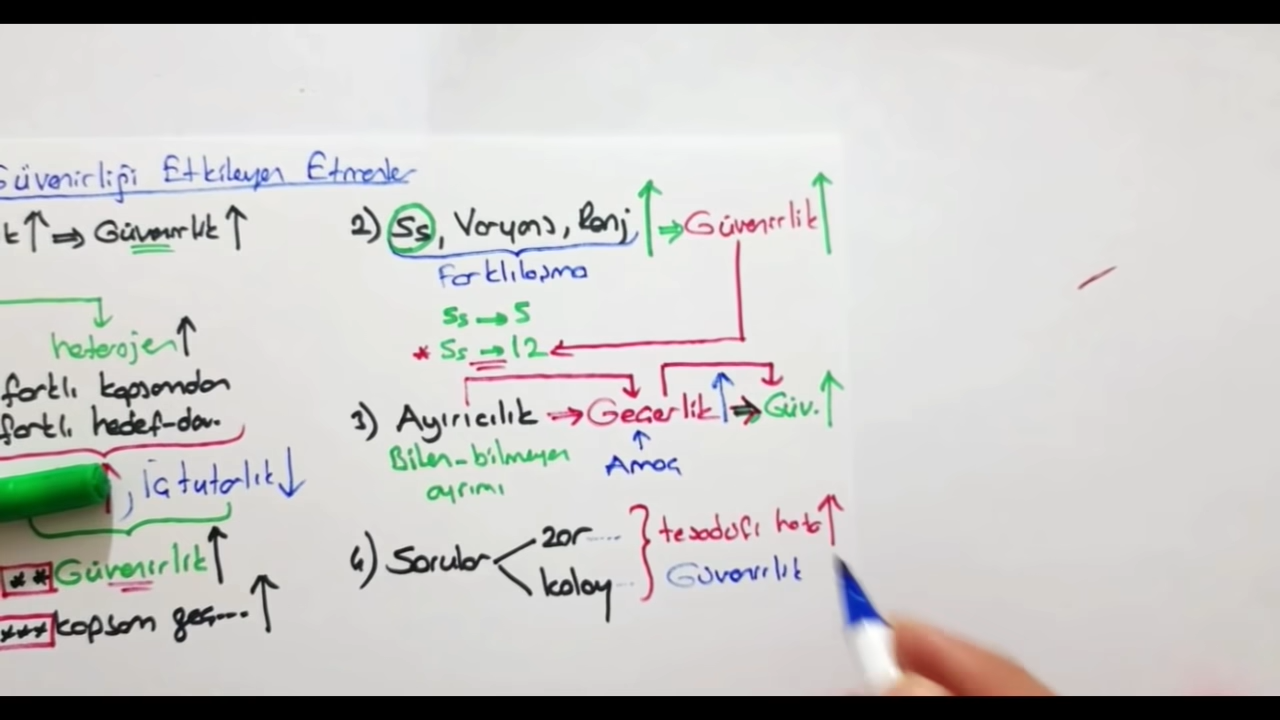 Güvenirliği Etkileyen Etmenler
k↑ ⇒ Güvenirlik ↑
heterojen ↑
farklı kapsamdan
farklı hedef-dav.
↑, iç tutarlık ↓
** Güvenirlik ↑
*** kapsam geç.... ↑
2) Ss, Varyans, Ranj ↑ ⇒ Güvenirlik ↑
Farklılaşma
Ss → 5
* Ss → 12
3) Ayırıcılık → Geçerlik ↑ ⇒ Güv. ↑
Bilen-bilmeyen
ayrımı
Amaç
4) Sorular
zor....
kolay...
} tesadüfi hata ↑
Güvenirlik